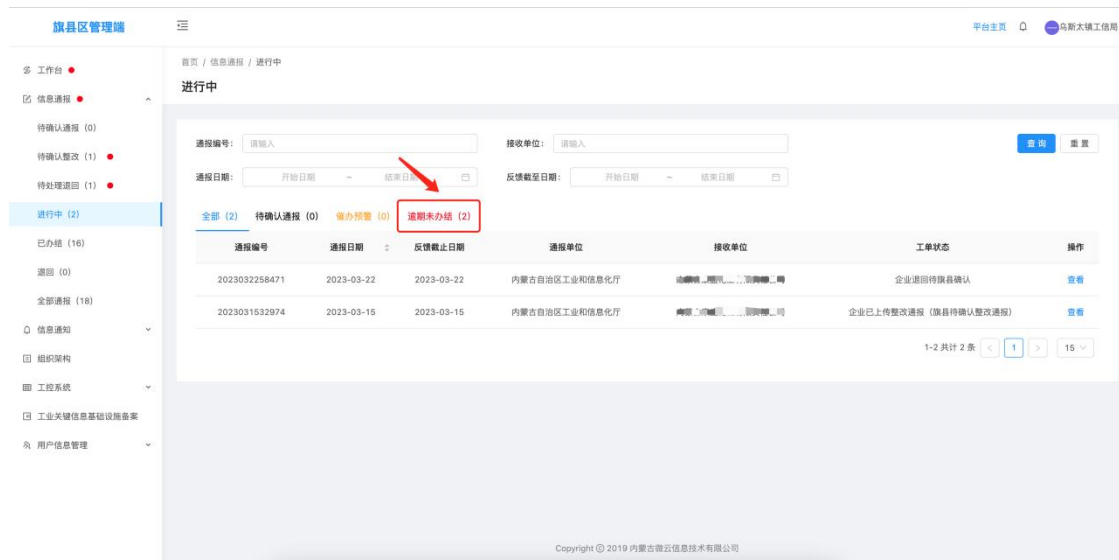 旗县区管理端
平台主页 乌斯太镇工信局
工作台
信息通报
待确认通报（0）
待确认整改（1）
待处理退回（1）
进行中（2）
已办结（16）
退回（0）
全部通报（18）
信息通知
组织架构
工控系统
工业关键信息基础设施备案
用户信息管理
首页 / 信息通报 / 进行中
进行中
通报编号： 请输入 接收单位： 请输入 查 询 重 置
通报日期： 开始日期 ~ 结束日期 反馈截至日期： 开始日期 ~ 结束日期
全部（2） 待确认通报（0） 催办预警（0） 逾期未办结（2）
通报编号 通报日期 反馈截止日期 通报单位 接收单位 工单状态 操作
2023032258471 2023-03-22 2023-03-22 内蒙古自治区工业和信息化厅 企业退回待旗县确认 查看
2023031532974 2023-03-15 2023-03-15 内蒙古自治区工业和信息化厅 企业已上传整改通报（旗县待确认整改通报） 查看
1-2 共计 2 条 < 1 > 15
Copyright © 2019 内蒙古微云信息技术有限公司